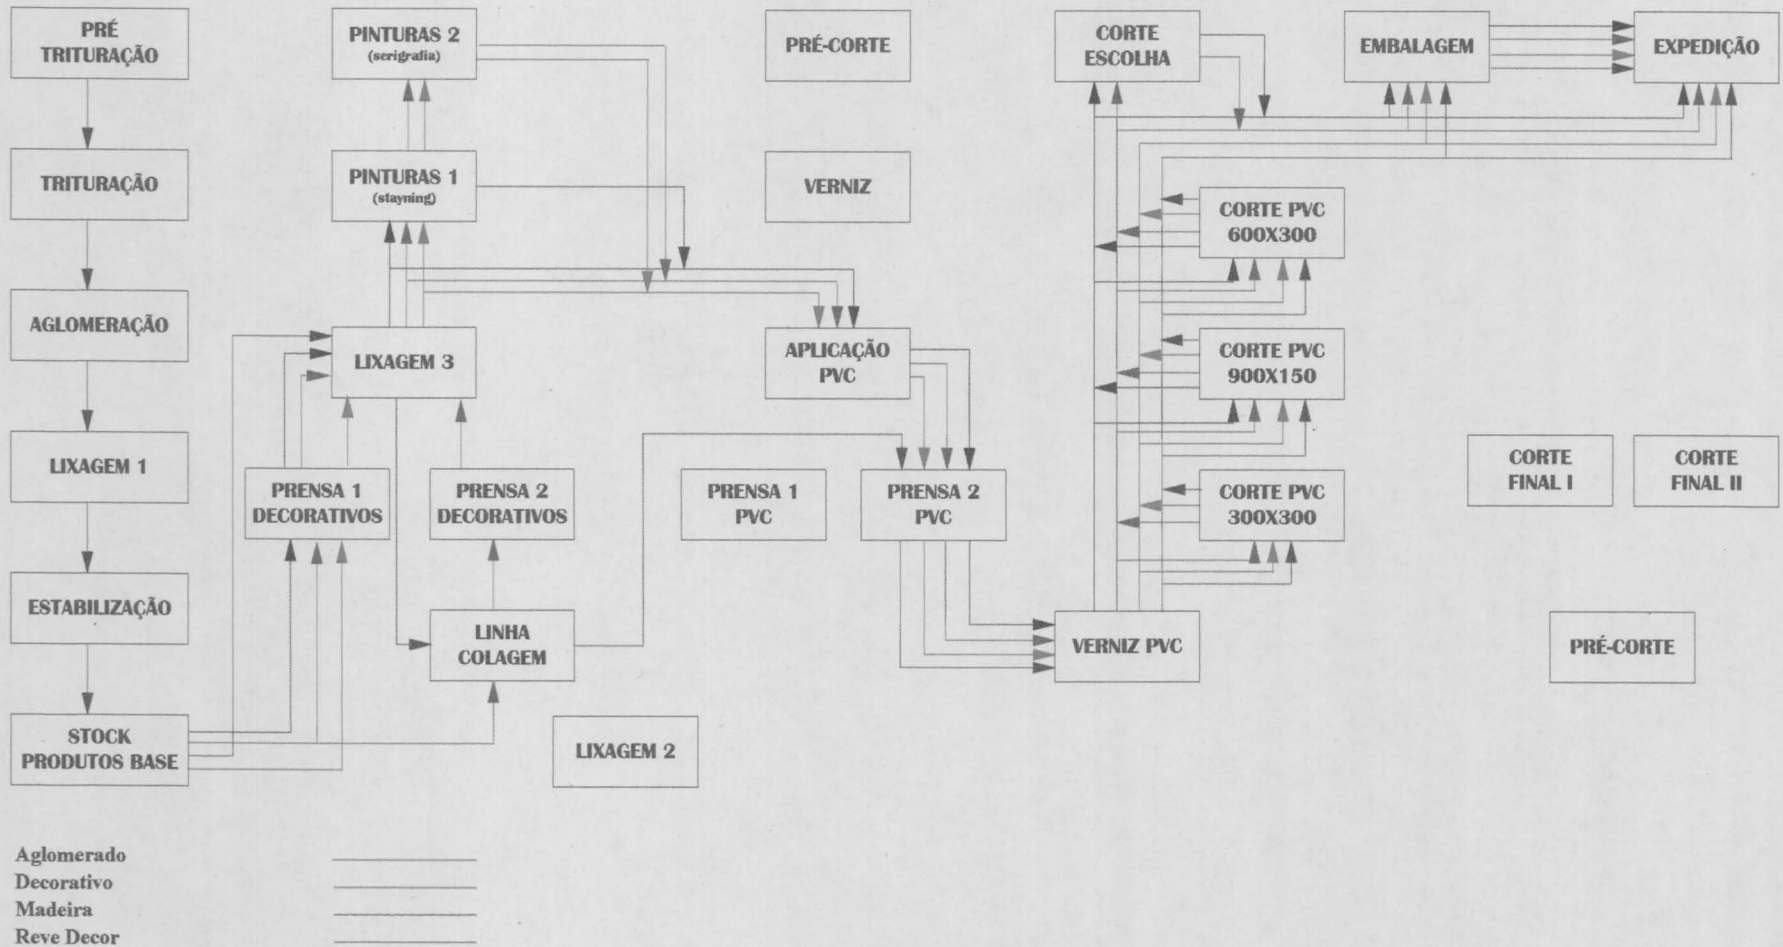 PRÉ
TRITURAÇÃO
PINTURAS 2
(serigrafia)
PRÉ-CORTE
CORTE
ESCOLHA
EMBALAGEM
EXPEDIÇÃO
TRITURAÇÃO
PINTURAS 1
(stayning)
VERNIZ
CORTE PVC
600X300
AGLOMERAÇÃO
LIXAGEM 3
APLICAÇÃO
PVC
CORTE PVC
900X150
LIXAGEM 1
PRENSA 1
DECORATIVOS
PRENSA 2
DECORATIVOS
PRENSA 1
PVC
PRENSA 2
PVC
CORTE PVC
300X300
CORTE
FINAL I
CORTE
FINAL II
ESTABILIZAÇÃO
LINHA
COLAGEM
VERNIZ PVC
PRÉ-CORTE
STOCK
PRODUTOS BASE
LIXAGEM 2
Aglomerado
Decorativo
Madeira
Reve Decor